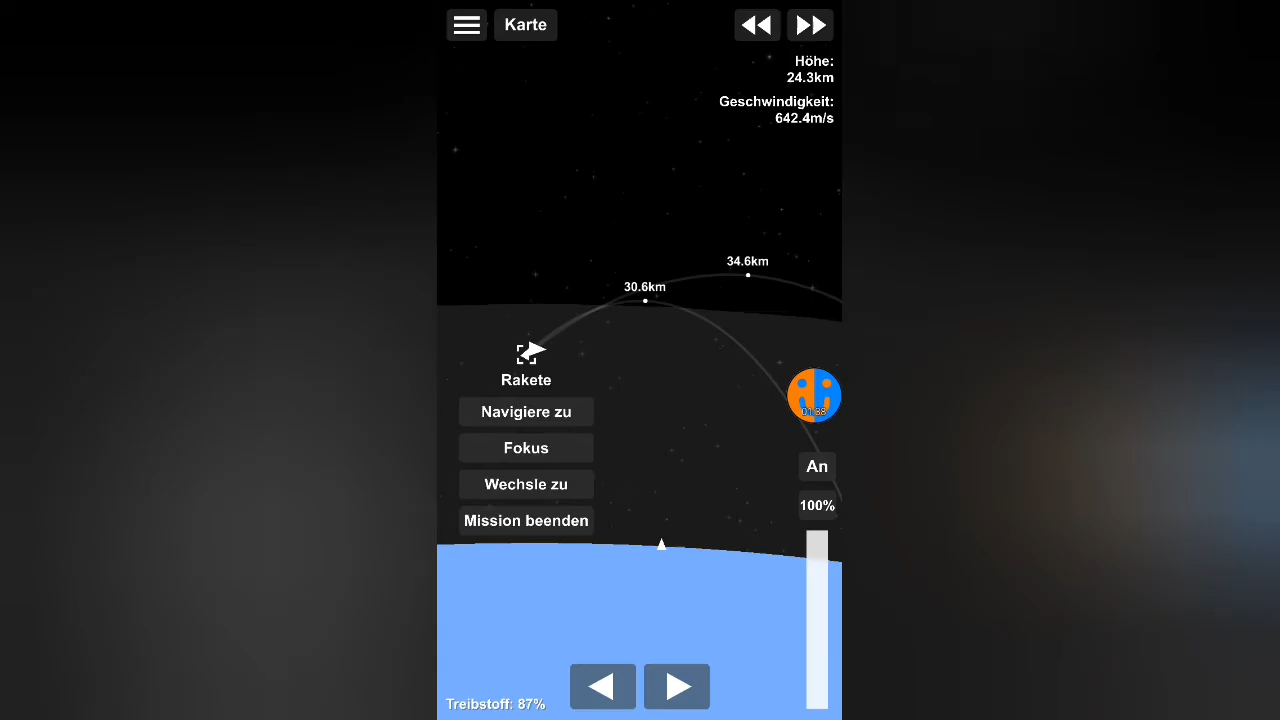 Karte
Höhe:
24.3km
Geschwindigkeit:
642.4m/s
34.6km
30.6km
Rakete
Navigiere zu
Fokus
Wechsle zu
Mission beenden
An
100%
Treibstoff: 87%